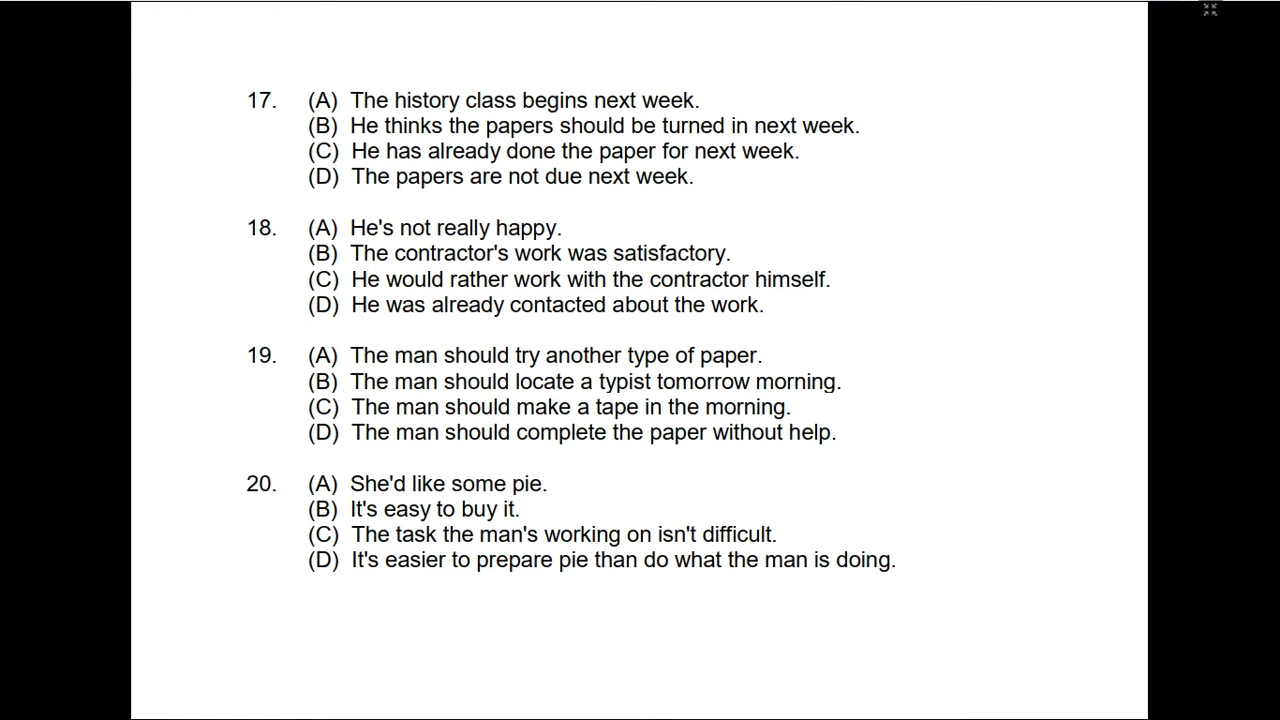 17. (A) The history class begins next week.
(B) He thinks the papers should be turned in next week.
(C) He has already done the paper for next week.
(D) The papers are not due next week.
18. (A) He's not really happy.
(B) The contractor's work was satisfactory.
(C) He would rather work with the contractor himself.
(D) He was already contacted about the work.
19. (A) The man should try another type of paper.
(B) The man should locate a typist tomorrow morning.
(C) The man should make a tape in the morning.
(D) The man should complete the paper without help.
20. (A) She'd like some pie.
(B) It's easy to buy it.
(C) The task the man's working on isn't difficult.
(D) It's easier to prepare pie than do what the man is doing.